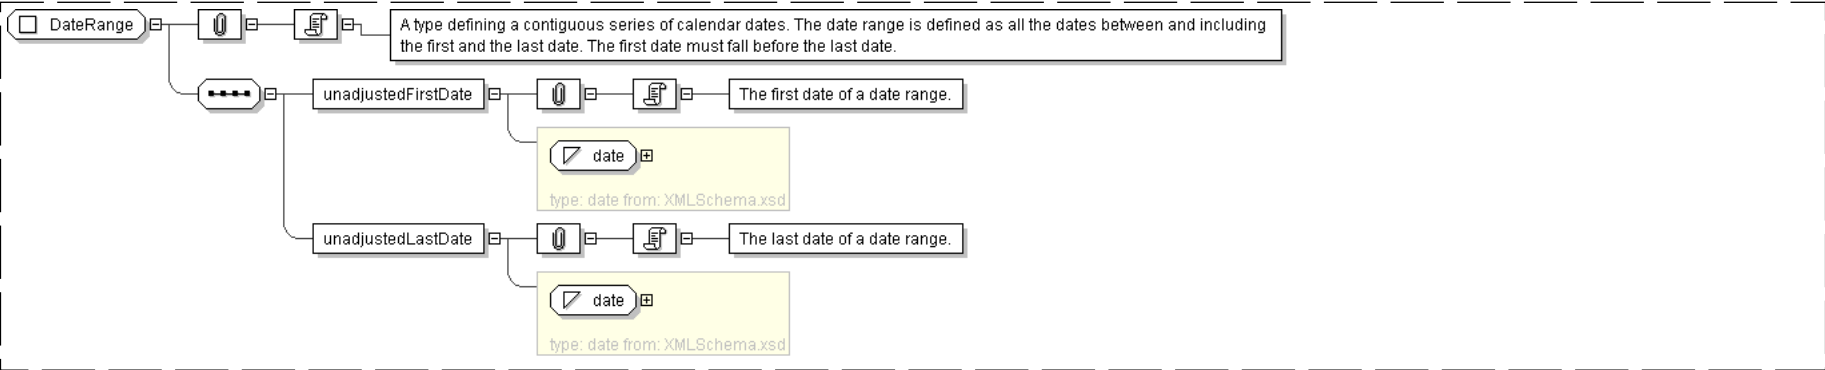 DateRange
A type defining a contiguous series of calendar dates. The date range is defined as all the dates between and including
the first and the last date. The first date must fall before the last date.
unadjustedFirstDate
The first date of a date range.
date
type: date from: XMLSchema.xsd
unadjustedLastDate
The last date of a date range.
date
type: date from: XMLSchema.xsd